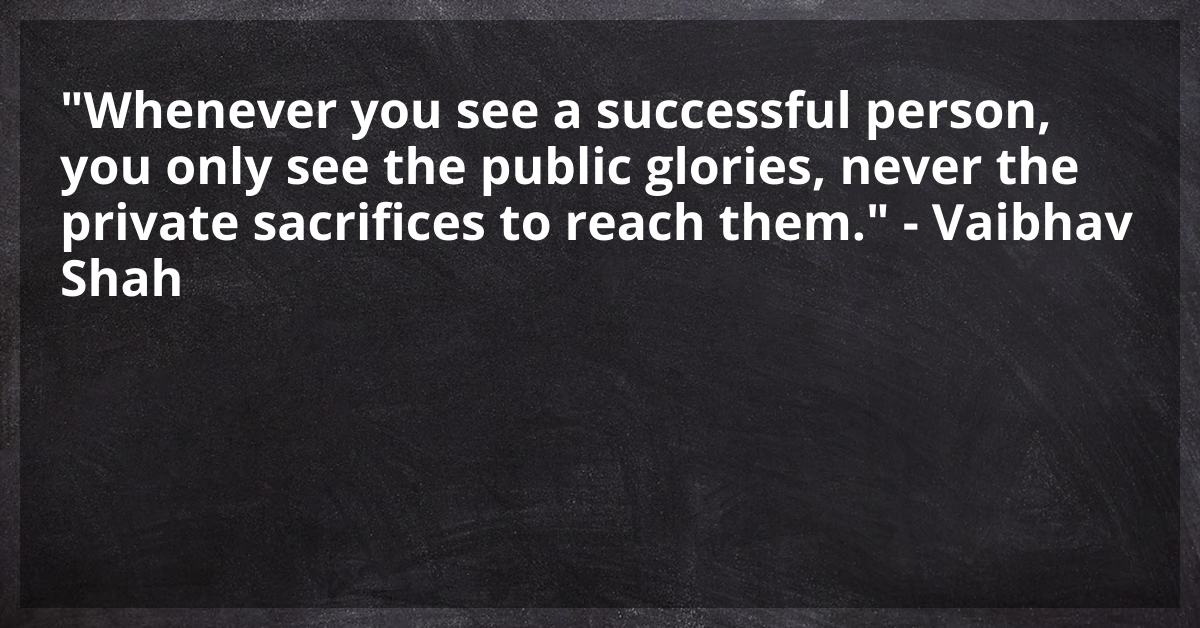 "Whenever you see a successful person,
you only see the public glories, never the
private sacrifices to reach them." - Vaibhav
Shah